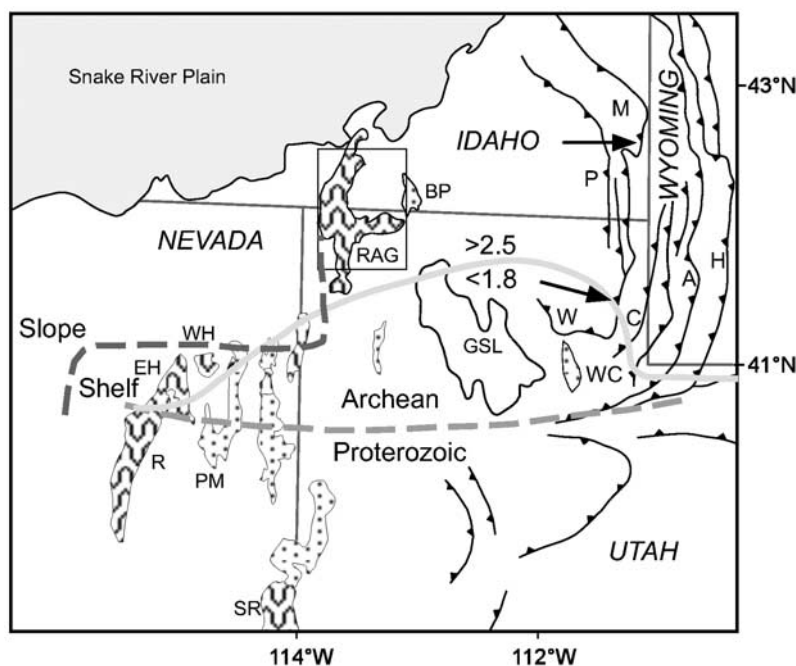 Snake River Plain
43°N
M
WYOMING
IDAHO
P
BP
NEVADA
RAG
>2.5
H
A
<1.8
Slope
WH
W
C
GSL
EH
41°N
Shelf
WC
Archean
R
Proterozoic
PM
UTAH
SR
114°W
112°W